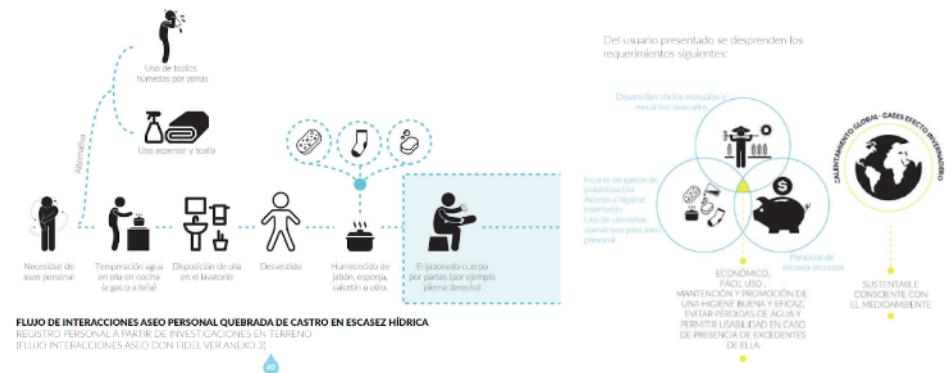 Uso de toallas
húmedas por zonas
Uso aspersor y toalla
Afirmativa
Necesidad de
aseo personal
Temperación agua
en olla en cocina
(a gas o a leña)
Disposición de olla
en el lavatorio
Desvestido
Humedecido de
jabón, esponja,
calcetín u otro.
Enjabonado cuerpo
por partes (por ejemplo
pierna derecha)
FLUJO DE INTERACCIONES ASEO PERSONAL QUEBRADA DE CASTRO EN ESCASEZ HÍDRICA
REGISTRO PERSONAL A PARTIR DE INVESTIGACIONES EN TERRENO
(FLUJO INTERACCIONES ASEO DON FIDEL VER ANEXO 3)
60
Del usuario presentado se desprenden los
requerimientos siguientes:
Desarrollan oficios manuales o
mecánico manuales
Incurre en gastos de
potabilización
Acceso a higiene
interferido
Uso de utensilios
aparatosos para aseo
personal
$
Personas de
escasos recursos
ECONÓMICO,
FÁCIL USO,
MANTENCIÓN Y PROMOCIÓN DE
UNA HIGIENE BUENA Y EFICAZ,
EVITAR PÉRDIDAS DE AGUA Y
PERMITIR USABILIDAD EN CASO
DE PRESENCIA DE EXCEDENTES
DE ELLA
CALENTAMIENTO GLOBAL- GASES EFECTO INVERNADERO
SUSTENTABLE
CONSCIENTE CON
EL MEDIOAMBIENTE